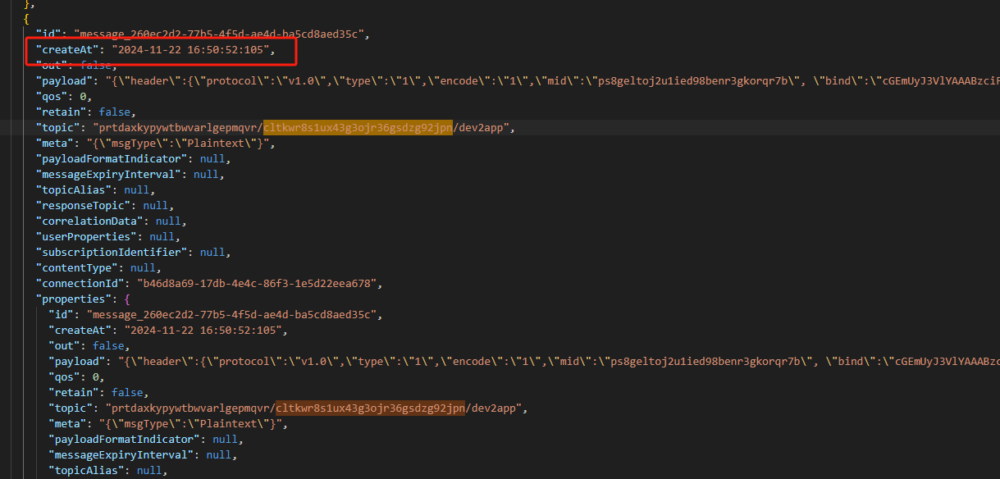 },
{
"id": "message_260ec2d2-77b5-4f5d-ae4d-ba5cd8aed35c",
"createAt": "2024-11-22 16:50:52:105",
"out": false,
"payload": "{\"header\":{\"protocol\":\"v1.0\",\"type\":\"1\",\"encode\":\"1\",\"mid\":\"ps8geltoj2u1ied98benr3gkorqr7b\", \"bind\":\"cGEmUyJ3VlYAAABzciF
"qos": 0,
"retain": false,
"topic": "prtdaxkypywtbwvarlgepmqvr/cltkwr8s1ux43g3ojr36gsdzg92jpn/dev2app",
"meta": "{\"msgType\":\"Plaintext\"}",
"payloadFormatIndicator": null,
"messageExpiryInterval": null,
"topicAlias": null,
"responseTopic": null,
"correlationData": null,
"userProperties": null,
"subscriptionIdentifier": null,
"contentType": null,
"connectionId": "b46d8a69-17db-4e4c-86f3-1e5d22eea678",
"properties": {
"id": "message_260ec2d2-77b5-4f5d-ae4d-ba5cd8aed35c",
"createAt": "2024-11-22 16:50:52:105",
"out": false,
"payload": "{\"header\":{\"protocol\":\"v1.0\",\"type\":\"1\",\"encode\":\"1\",\"mid\":\"ps8geltoj2u1ied98benr3gkorqr7b\", \"bind\":\"cGEmUyJ3VlYAAABzc
"qos": 0,
"retain": false,
"topic": "prtdaxkypywtbwvarlgepmqvr/cltkwr8s1ux43g3ojr36gsdzg92jpn/dev2app",
"meta": "{\"msgType\":\"Plaintext\"}",
"payloadFormatIndicator": null,
"messageExpiryInterval": null,
"topicAlias": null,